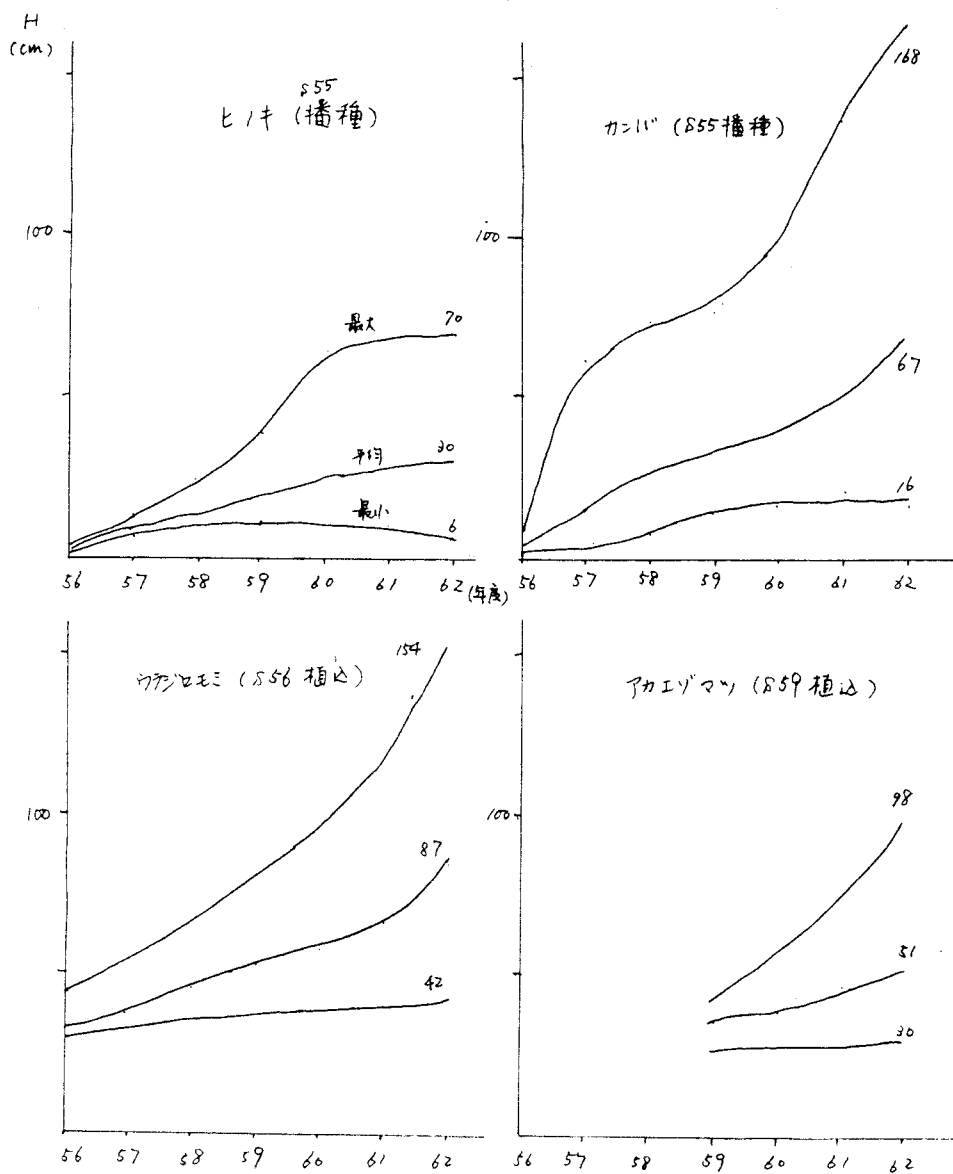 H
(cm)
S55
ヒノキ (播種)
100
最大
70
平均
30
最小
6
56 57 58 59 60 61 62 (年度)
カンバ (S55播種)
168
100
67
16
56 57 58 59 60 61 62
ウラジロモミ (S56 植込)
154
100
87
42
56 57 58 59 60 61 62
アカエゾマツ (S59 植込)
100
98
51
30
56 57 58 59 60 61 62